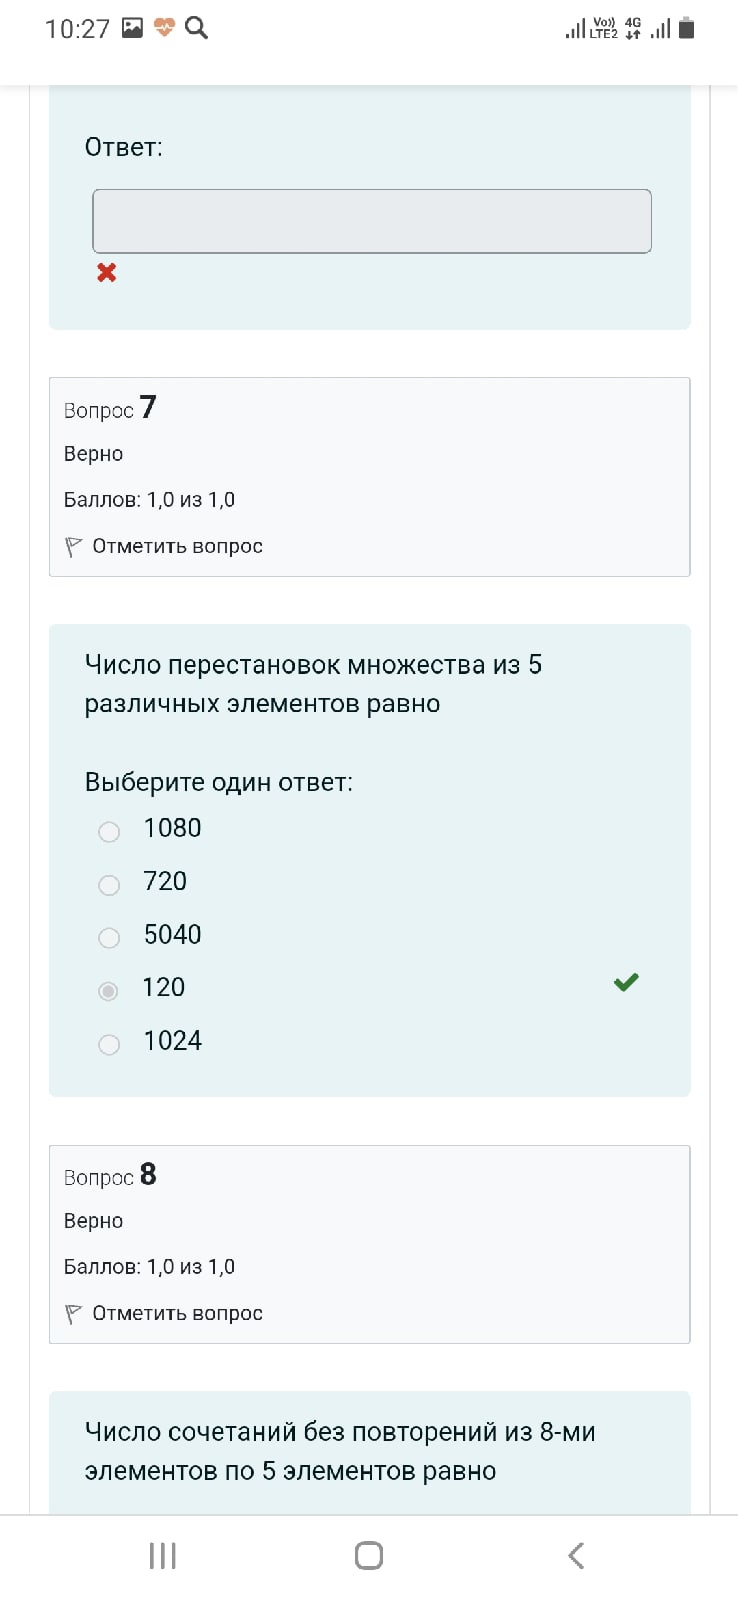 10:27
Vo)) 4G
LTE2
Ответ:
Вопрос 7
Верно
Баллов: 1,0 из 1,0
Отметить вопрос
Число перестановок множества из 5
различных элементов равно
Выберите один ответ:
1080
720
5040
120
1024
Вопрос 8
Верно
Баллов: 1,0 из 1,0
Отметить вопрос
Число сочетаний без повторений из 8-ми
элементов по 5 элементов равно